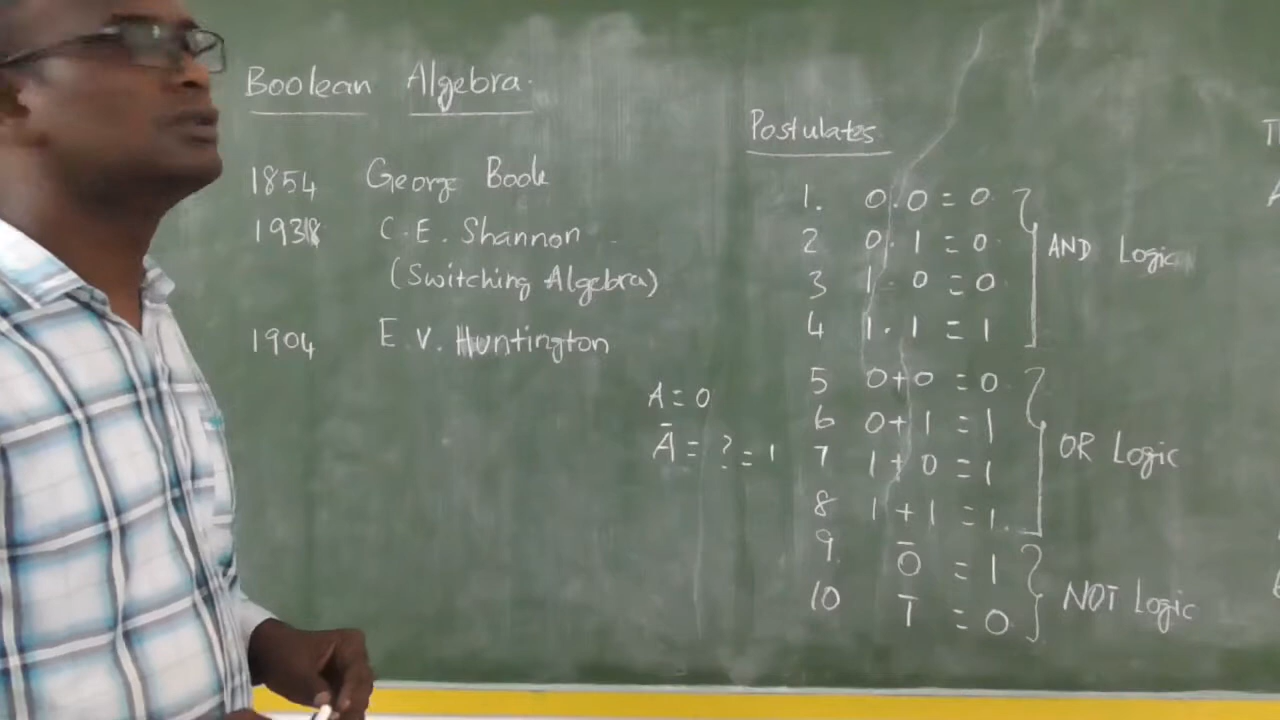 Boolean Algebra.
1854 George Boole
1938 C.E. Shannon
(Switching Algebra)
1904 E.V. Huntington
A = 0
Ā = ? = 1
Postulates
1. 0.0 = 0
2 0.1 = 0
3 1.0 = 0
4 1.1 = 1
AND Logic
5 0+0 = 0
6 0+1 = 1
7 1+0 = 1
8 1+1 = 1.
OR Logic
9. 0̅ = 1
10 1̅ = 0
NOT Logic